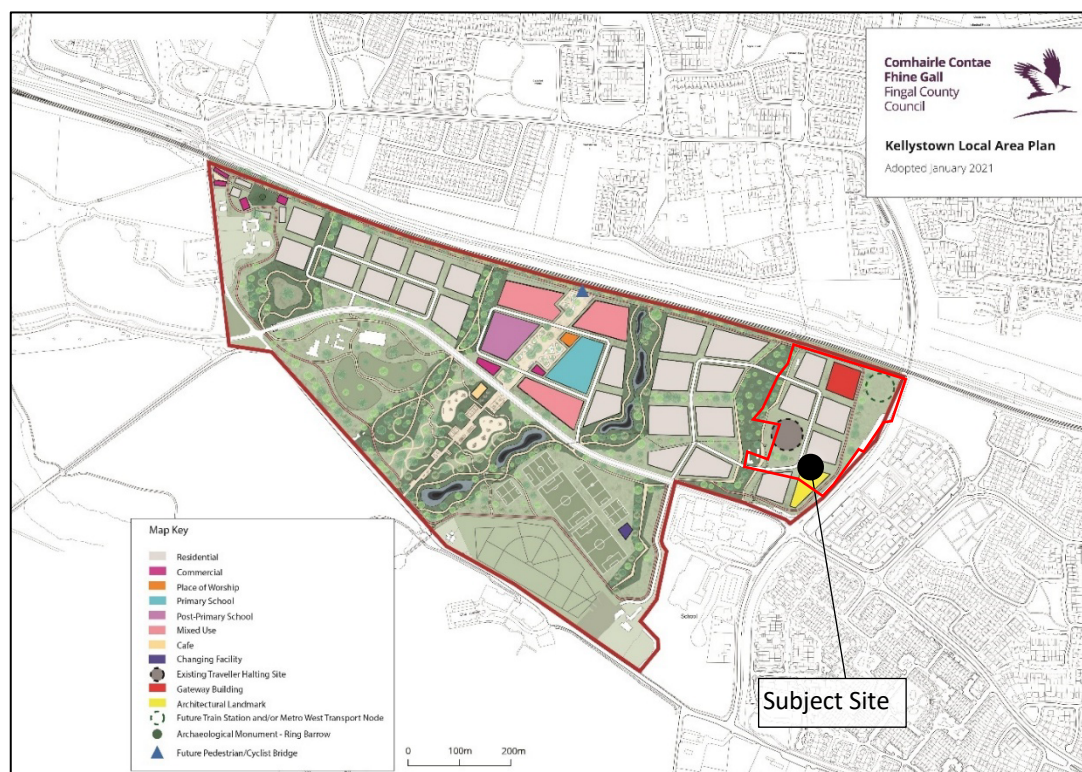 Comhairle Contae
Fhine Gall
Fingal County
Council
Kellystown Local Area Plan
Adopted January 2021
School
Subject Site
Map Key
Residential
Commercial
Place of Worship
Primary School
Post-Primary School
Mixed Use
Cafe
Changing Facility
Existing Traveller Halting Site
Gateway Building
Architectural Landmark
Future Train Station and/or Metro West Transport Node
Archaeological Monument - Ring Barrow
Future Pedestrian/Cyclist Bridge
0 100m 200m